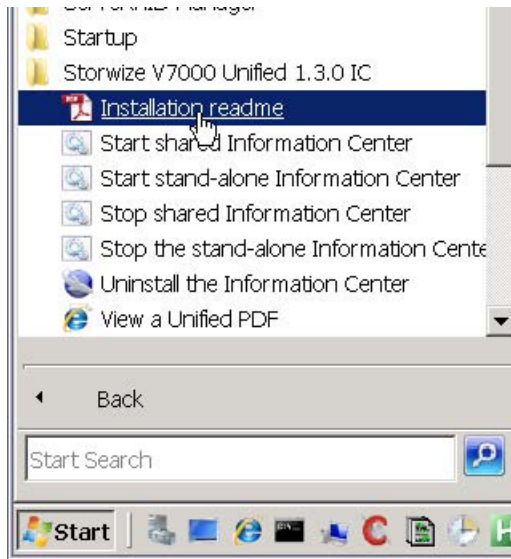 Startup
Storwize V7000 Unified 1.3.0 IC
Installation readme
Start shared Information Center
Start stand-alone Information Center
Stop shared Information Center
Stop the stand-alone Information Cente
Uninstall the Information Center
View a Unified PDF
Back
Start Search
Start